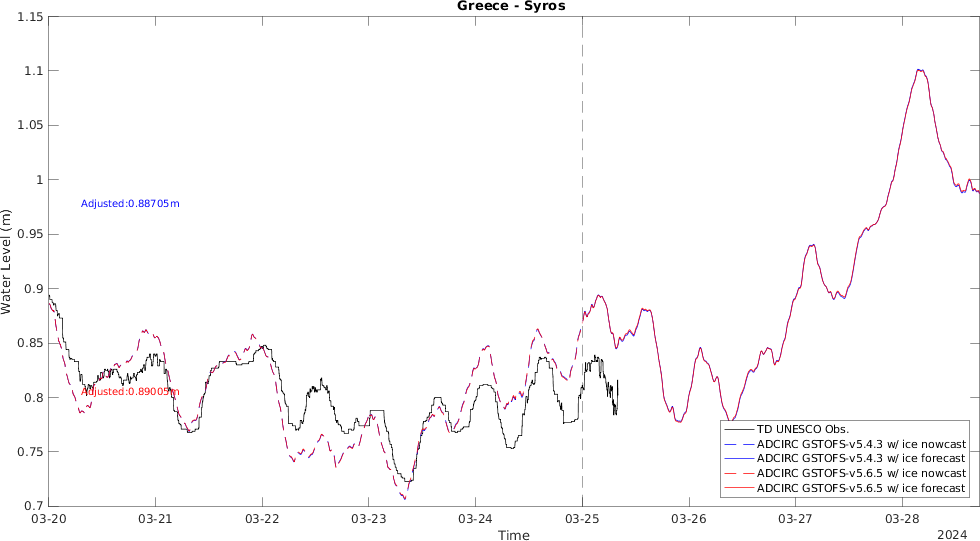 Greece - Syros
1.15
1.1
1.05
1
0.95
0.9
0.85
0.8
0.75
0.7
Water Level (m)
Adjusted:0.88705m
Adjusted:0.89005m
TD UNESCO Obs.
ADCIRC GSTOFS-v5.4.3 w/ ice nowcast
ADCIRC GSTOFS-v5.4.3 w/ ice forecast
ADCIRC GSTOFS-v5.6.5 w/ ice nowcast
ADCIRC GSTOFS-v5.6.5 w/ ice forecast
03-20 03-21 03-22 03-23 03-24 03-25 03-26 03-27 03-28
Time
2024